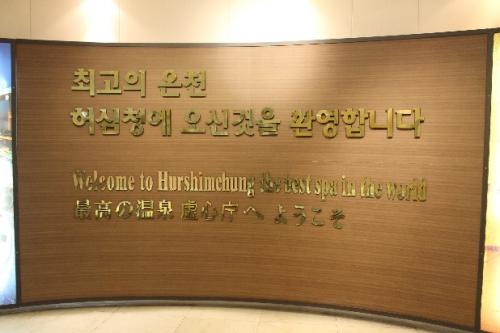 최고의 온천
허심청에 오신것을 환영합니다
Welcome to Hurshimchung the best spa in the world
最高の温泉 虚心庁へ ようこそ